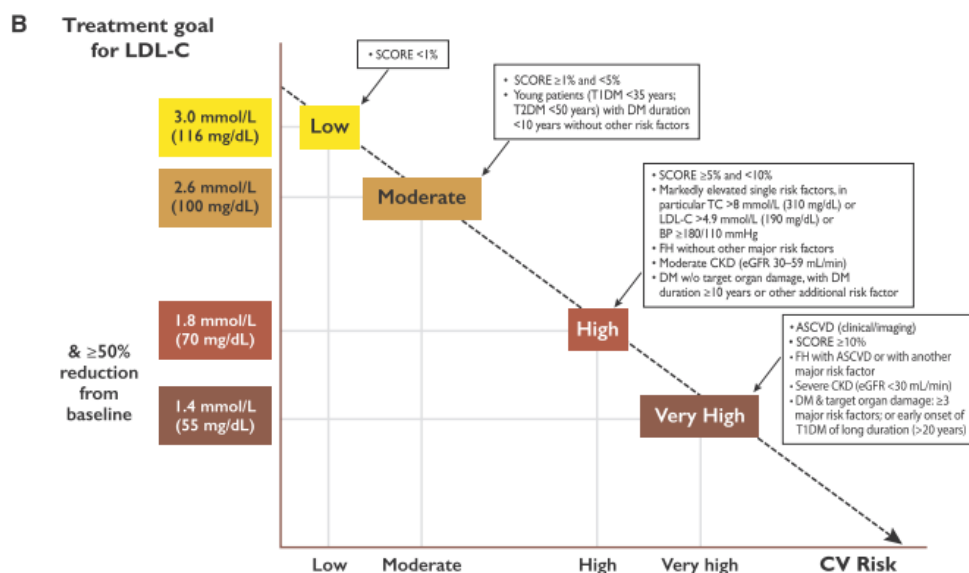 B
Treatment goal
for LDL-C
• SCORE <1%
• SCORE ≥1% and <5%
• Young patients (T1DM <35 years;
T2DM <50 years) with DM duration
<10 years without other risk factors
3.0 mmol/L
(116 mg/dL)
Low
2.6 mmol/L
(100 mg/dL)
Moderate
• SCORE ≥5% and <10%
• Markedly elevated single risk factors, in
particular TC >8 mmol/L (310 mg/dL) or
LDL-C >4.9 mmol/L (190 mg/dL) or
BP ≥180/110 mmHg
• FH without other major risk factors
• Moderate CKD (eGFR 30–59 mL/min)
• DM w/o target organ damage, with DM
duration ≥10 years or other additional risk factor
1.8 mmol/L
(70 mg/dL)
High
• ASCVD (clinical/imaging)
• SCORE ≥10%
• FH with ASCVD or with another
major risk factor
• Severe CKD (eGFR <30 mL/min)
• DM & target organ damage: ≥3
major risk factors; or early onset of
T1DM of long duration (>20 years)
& ≥50%
reduction
from
baseline
1.4 mmol/L
(55 mg/dL)
Very High
Low
Moderate
High
Very high
CV Risk